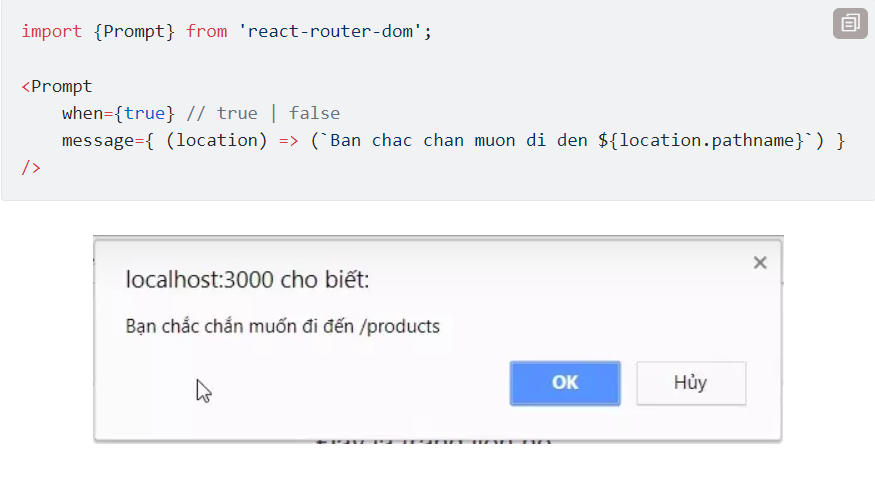 import {Prompt} from 'react-router-dom';
<Prompt
when={true} // true | false
message={ (location) => (`Ban chac chan muon di den ${location.pathname}`) }
/>
localhost:3000 cho biết:
Bạn chắc chắn muốn đi đến /products
OK Hủy